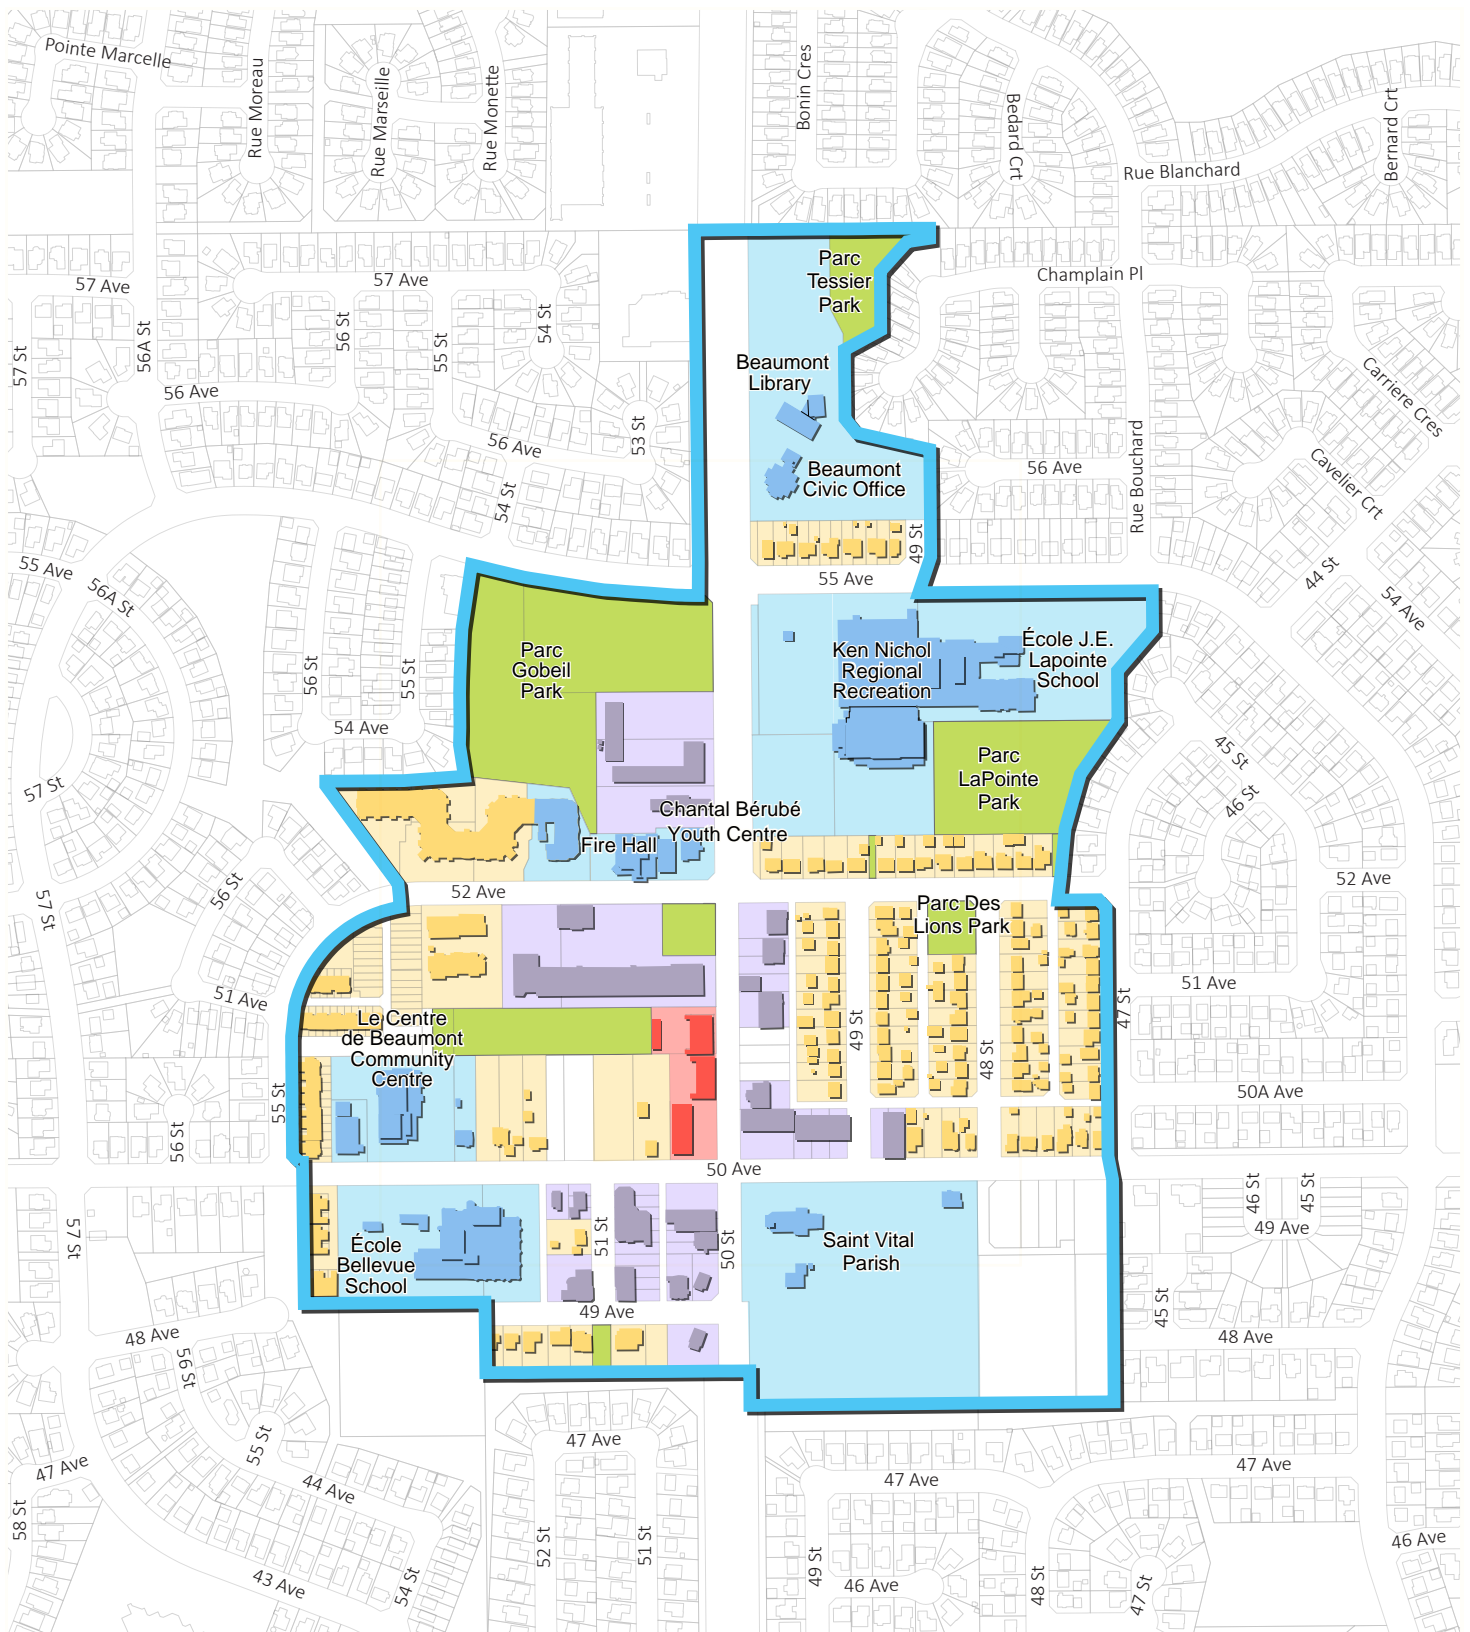 Pointe Marcelle
Rue Moreau
Rue Marseille
Rue Monette
Bonin Cres
Bedard Crt
Rue Blanchard
Bernard Crt
57 Ave
57 Ave
Champlain Pl
Parc
Tessier
Park
57 St
56A St
56 St
55 St
54 St
Beaumont
Library
Carriere Cres
56 Ave
56 Ave
53 St
56 Ave
Rue Bouchard
Cavelier Crt
Beaumont
Civic Office
54 St
49 St
55 Ave
55 Ave
56A St
44 St
54 Ave
56 St
55 St
Parc
Gobeil
Park
Ken Nichol
Regional
Recreation
École J.E.
Lapointe
School
54 Ave
45 St
46 St
57 St
Parc
LaPointe
Park
Chantal Bérubé
Youth Centre
Fire Hall
52 Ave
52 Ave
56 St
57 St
Parc Des
Lions Park
51 Ave
51 Ave
47 St
49 St
48 St
Le Centre
de Beaumont
Community
Centre
55 St
56 St
50A Ave
50 Ave
46 St
45 St
49 Ave
57 St
51 St
50 St
École
Bellevue
School
Saint Vital
Parish
49 Ave
45 St
48 Ave
48 Ave
56 St
55 St
47 Ave
47 Ave
47 Ave
47 Ave
44 Ave
58 St
52 St
51 St
49 St
46 Ave
46 Ave
48 St
47 St
43 Ave
54 St